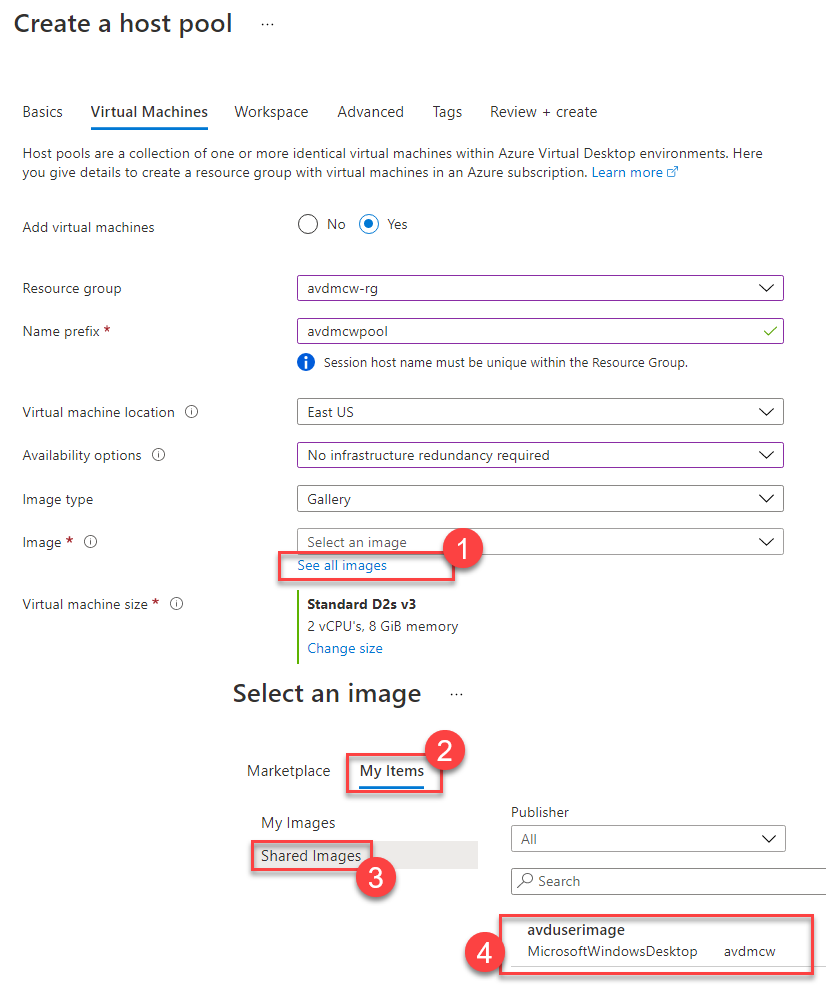 Create a host pool ...
Basics Virtual Machines Workspace Advanced Tags Review + create
Host pools are a collection of one or more identical virtual machines within Azure Virtual Desktop environments. Here
you give details to create a resource group with virtual machines in an Azure subscription. Learn more
Add virtual machines No Yes
Resource group avdmcw-rg
Name prefix * avdmcwpool
Session host name must be unique within the Resource Group.
Virtual machine location East US
Availability options No infrastructure redundancy required
Image type Gallery
Image * Select an image 1
See all images
Virtual machine size * Standard D2s v3
2 vCPU's, 8 GiB memory
Change size
Select an image ...
2
Marketplace My Items
My Images
Shared Images
3
Publisher
All
Search
4
avduserimage
MicrosoftWindowsDesktop avdmcw